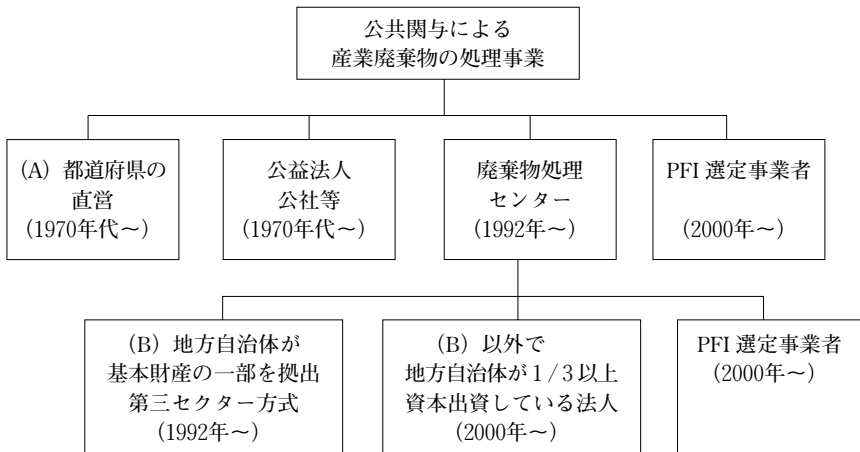 公共関与による
産業廃棄物の処理事業
(A) 都道府県の
直営
(1970年代～)
公益法人
公社等
(1970年代～)
廃棄物処理
センター
(1992年～)
PFI 選定事業者
(2000年～)
(B) 地方自治体が
基本財産の一部を拠出
第三セクター方式
(1992年～)
(B) 以外で
地方自治体が1/3以上
資本出資している法人
(2000年～)
PFI 選定事業者
(2000年～)